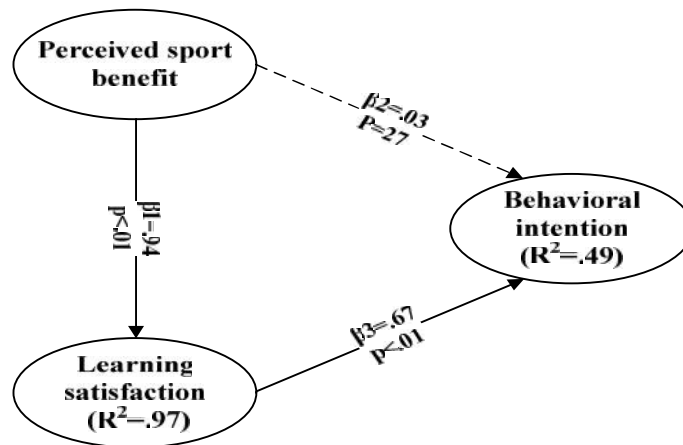 Perceived sport
benefit
β2=.03
P=27
Behavioral
intention
(R²=.49)
β1=.94
p<.01
β3=.67
p<.01
Learning
satisfaction
(R²=.97)